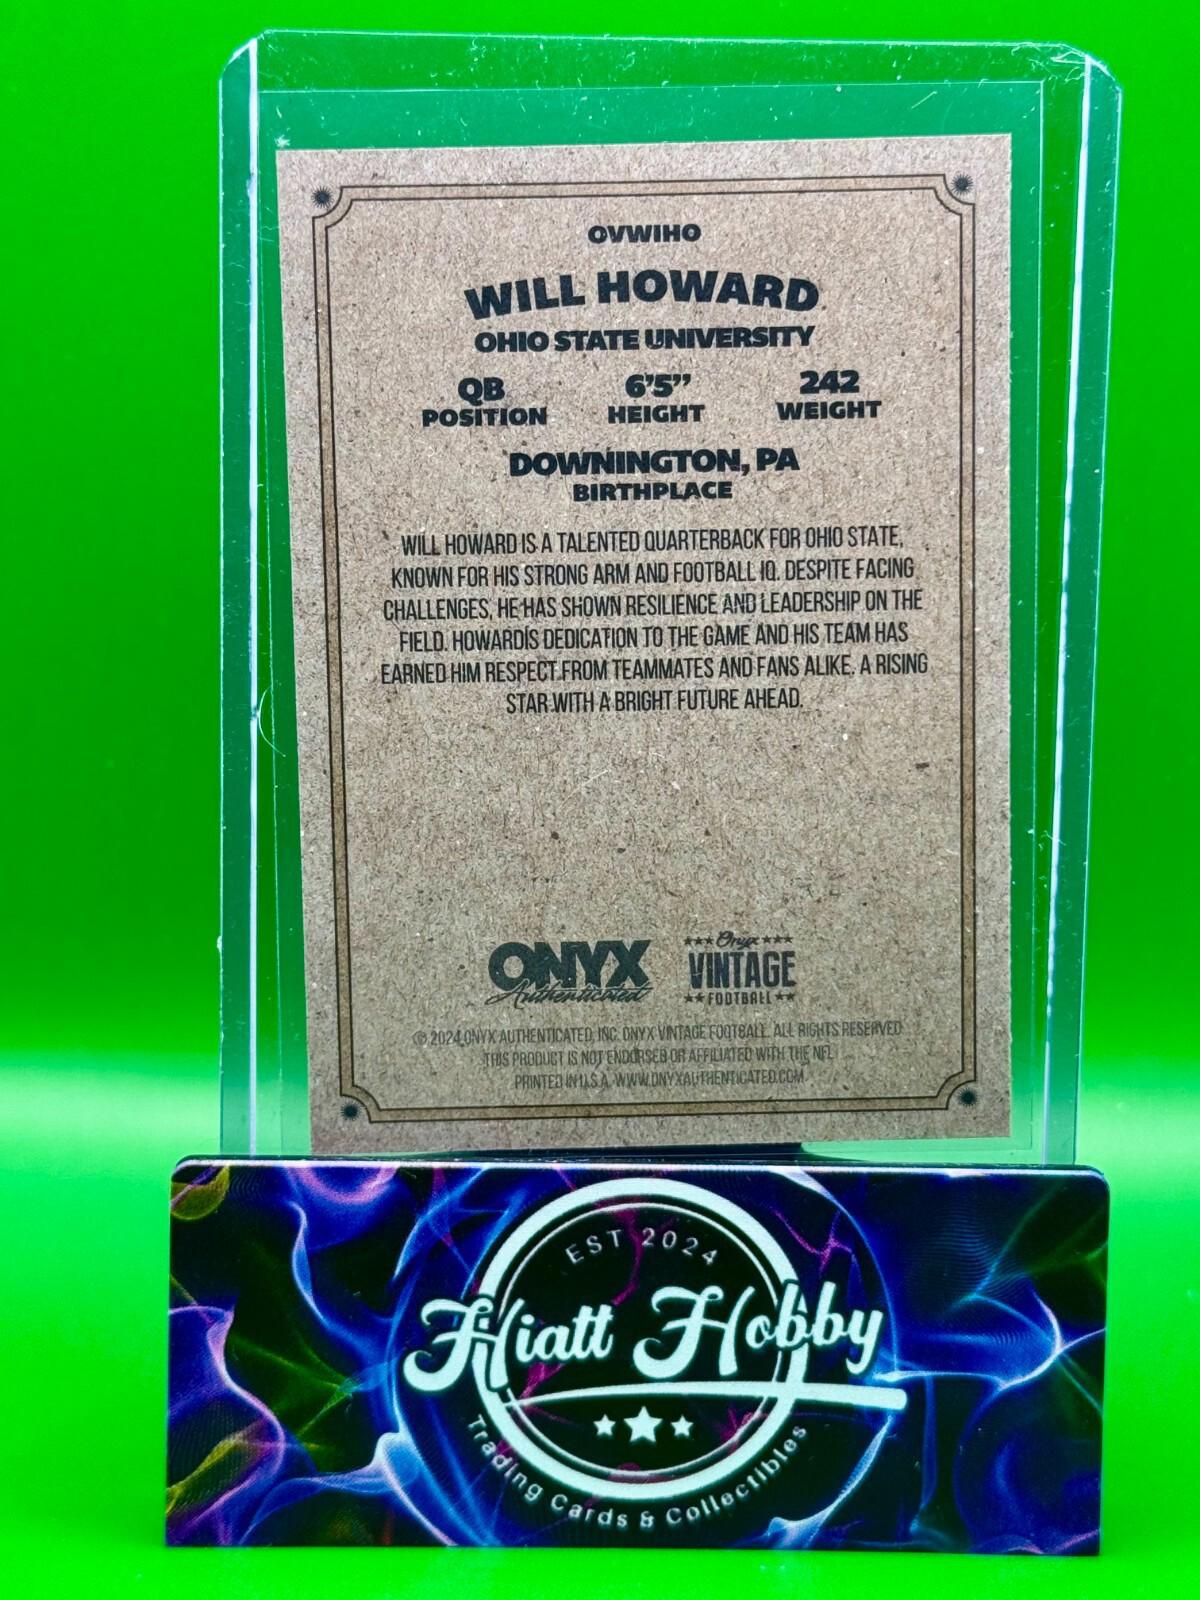 OVWIHO
WILL HOWARD
OHIO STATE UNIVERSITY
QB 6'5” 242
POSITION HEIGHT WEIGHT
DOWNINGTON, PA
BIRTHPLACE
WILL HOWARD IS A TALENTED QUARTERBACK FOR OHIO STATE,
KNOWN FOR HIS STRONG ARM AND FOOTBALL IQ. DESPITE FACING
CHALLENGES, HE HAS SHOWN RESILIENCE AND LEADERSHIP ON THE
FIELD. HOWARDÍS DEDICATION TO THE GAME AND HIS TEAM HAS
EARNED HIM RESPECT FROM TEAMMATES AND FANS ALIKE. A RISING
STAR WITH A BRIGHT FUTURE AHEAD.
ONYX
Authenticated
Onyx
VINTAGE
FOOTBALL
© 2024 ONYX AUTHENTICATED, INC. ONYX VINTAGE FOOTBALL. ALL RIGHTS RESERVED
THIS PRODUCT IS NOT ENDORSED OR AFFILIATED WITH THE NFL
PRINTED IN U.S.A. WWW.ONYXAUTHENTICATED.COM
EST 2024
Hiatt Hobby
Trading Cards & Collectibles